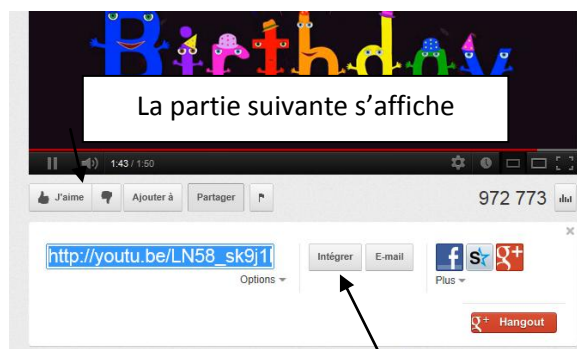 Birthday
La partie suivante s’affiche
1:43 / 1:50
J'aime Ajouter à Partager 972 773
http://youtu.be/LN58_sk9j1
Intégrer E-mail
Options
Plus
Hangout